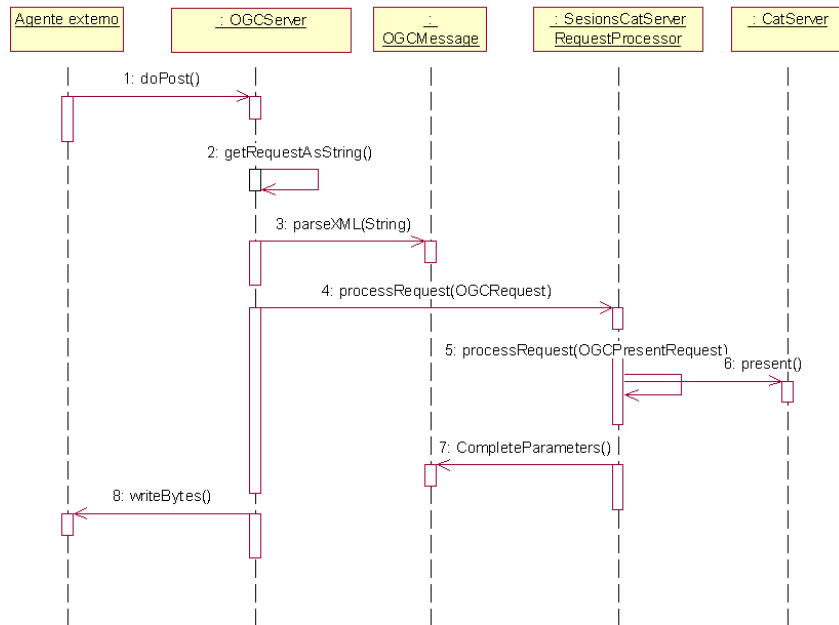 Agente externo
: OGCServer
:
OGCMessage
: SesionsCatServer
RequestProcessor
: CatServer
1: doPost()
2: getRequestAsString()
3: parseXML(String)
4: processRequest(OGCRequest)
5: processRequest(OGCPresentRequest)
6: present()
7: CompleteParameters()
8: writeBytes()